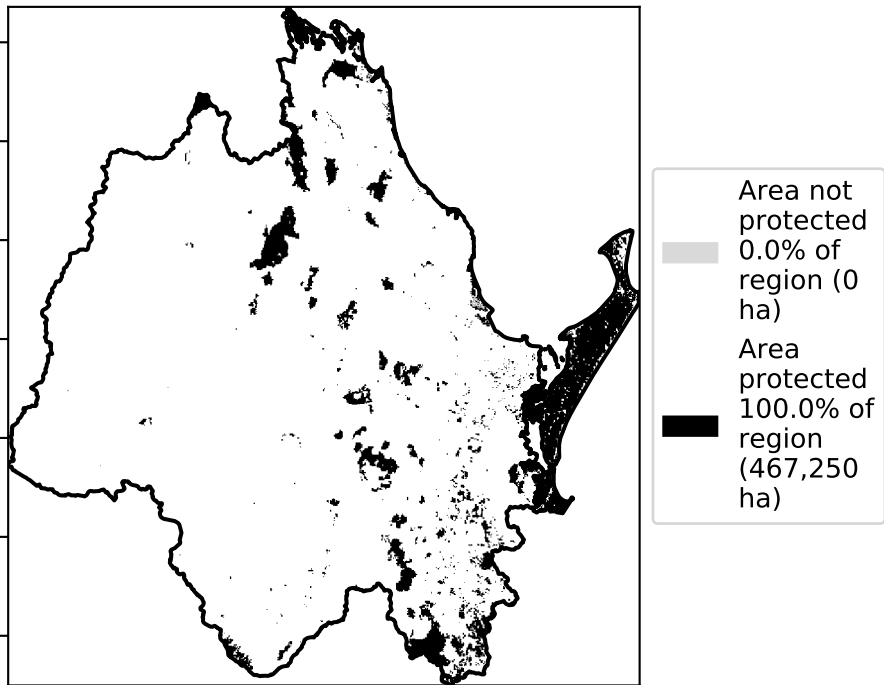 Area not
protected
0.0% of
region (0
ha)
Area
protected
100.0% of
region
(467,250
ha)